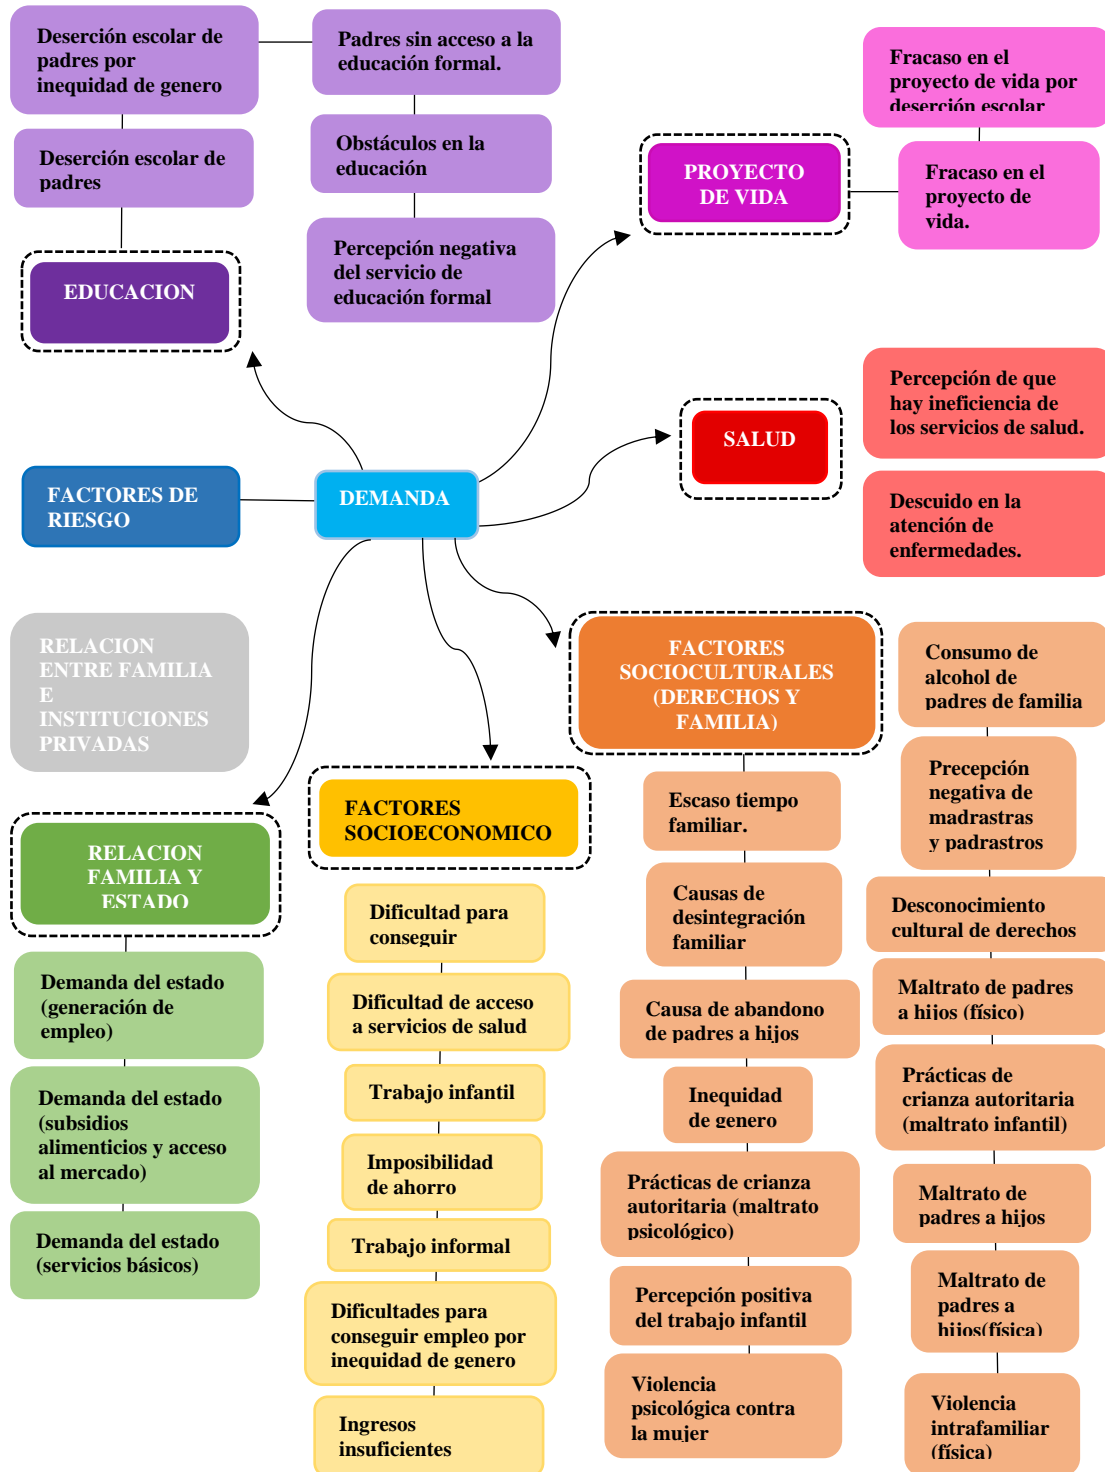 Deserción escolar de
padres por
inequidad de genero
Padres sin acceso a la
educación formal.
Deserción escolar de
padres
Obstáculos en la
educación
Percepción negativa
del servicio de
educación formal
EDUCACION
PROYECTO
DE VIDA
Fracaso en el
proyecto de vida por
deserción escolar
Fracaso en el
proyecto de
vida.
SALUD
Percepción de que
hay ineficiencia de
los servicios de salud.
Descuido en la
atención de
enfermedades.
FACTORES DE
RIESGO
DEMANDA
RELACION
ENTRE FAMILIA
E
INSTITUCIONES
PRIVADAS
RELACION
FAMILIA Y
ESTADO
Demanda del estado
(generación de
empleo)
Demanda del estado
(subsidios
alimenticios y acceso
al mercado)
Demanda del estado
(servicios básicos)
FACTORES
SOCIOECONOMICO
Dificultad para
conseguir
Dificultad de acceso
a servicios de salud
Trabajo infantil
Imposibilidad
de ahorro
Trabajo informal
Dificultades para
conseguir empleo por
inequidad de genero
Ingresos
insuficientes
FACTORES
SOCIOCULTURALES
(DERECHOS Y
FAMILIA)
Escaso tiempo
familiar.
Causas de
desintegración
familiar
Causa de abandono
de padres a hijos
Inequidad
de genero
Prácticas de crianza
autoritaria (maltrato
psicológico)
Percepción positiva
del trabajo infantil
Violencia
psicológica contra
la mujer
Consumo de
alcohol de
padres de familia
Precepción
negativa de
madrastras
y padrastros
Desconocimiento
cultural de derechos
Maltrato de padres
a hijos (físico)
Prácticas de
crianza autoritaria
(maltrato infantil)
Maltrato de
padres a hijos
Maltrato de
padres a
hijos(física)
Violencia
intrafamiliar
(física)